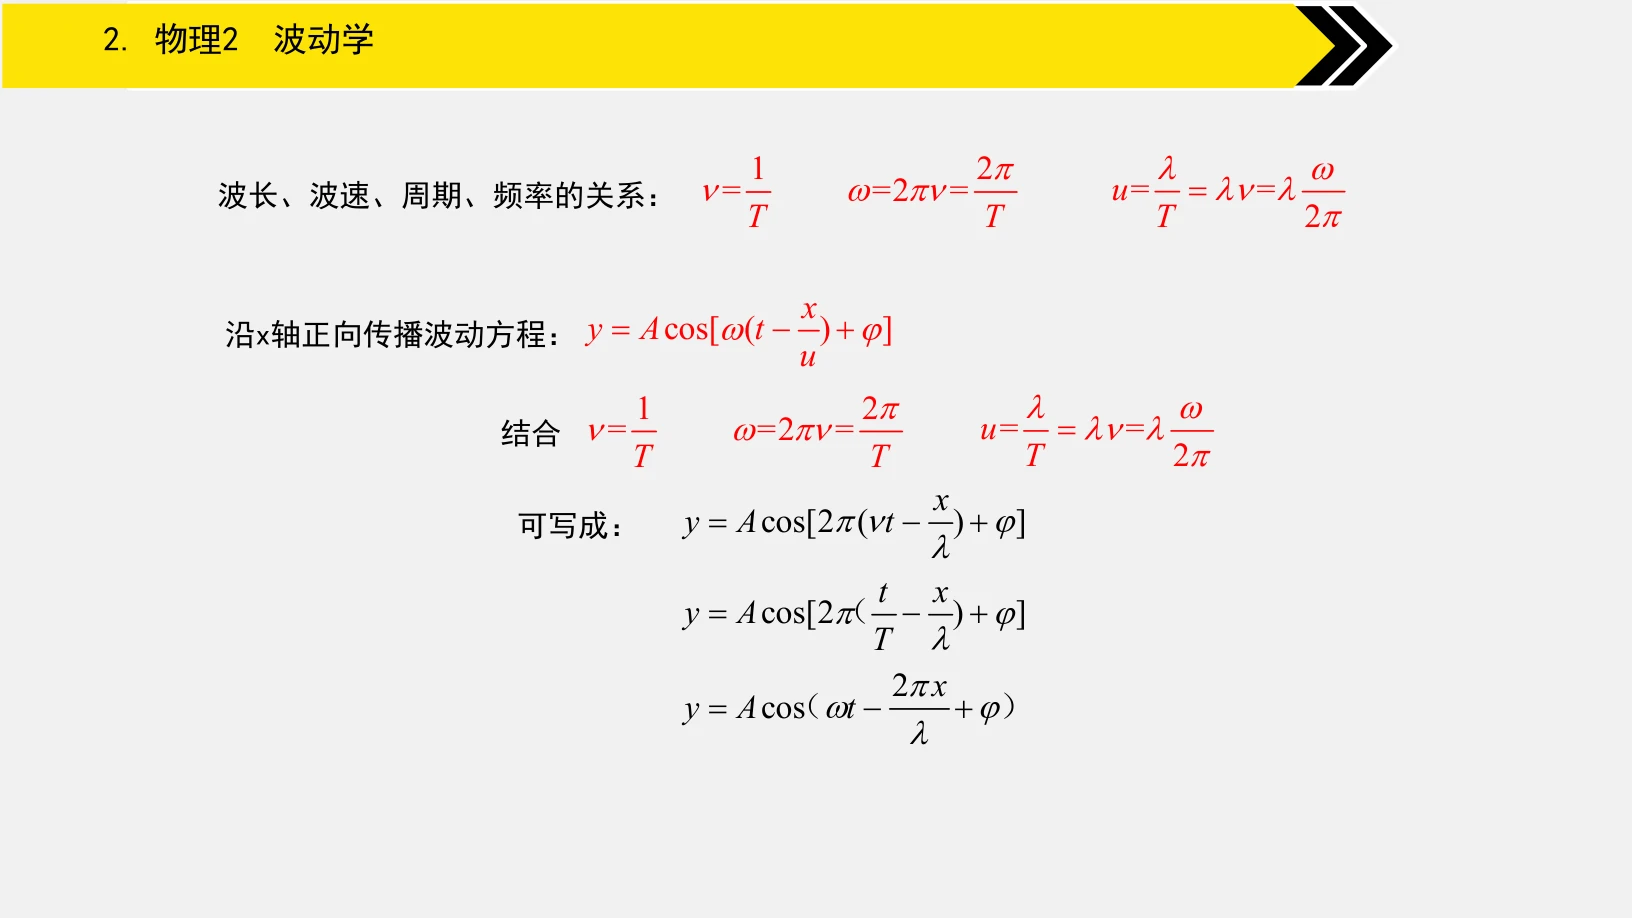 2. 物理2 波动学
波长、波速、周期、频率的关系： ν=1/T ω=2πν=2π/T u=λ/T=λν=λω/2π
沿x轴正向传播波动方程： y=Acos[ω(t−x/u)+φ]
结合 ν=1/T ω=2πν=2π/T u=λ/T=λν=λω/2π
可写成： y=Acos[2π(νt−x/λ)+φ]
y=Acos[2π（t/T−x/λ)+φ]
y=Acos（ωt−2πx/λ+φ）